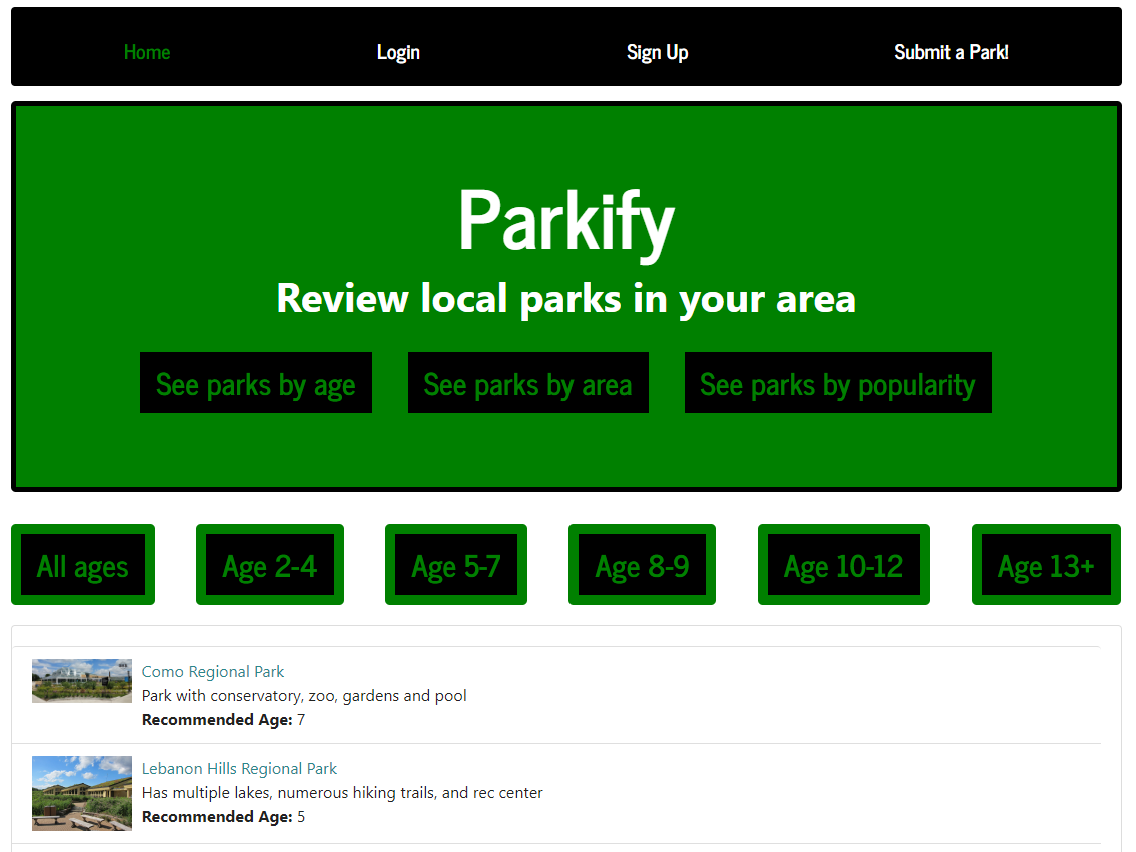 Home Login Sign Up Submit a Park!
Parkify
Review local parks in your area
See parks by age See parks by area See parks by popularity
All ages Age 2-4 Age 5-7 Age 8-9 Age 10-12 Age 13+
Como Regional Park
Park with conservatory, zoo, gardens and pool
Recommended Age: 7
Lebanon Hills Regional Park
Has multiple lakes, numerous hiking trails, and rec center
Recommended Age: 5